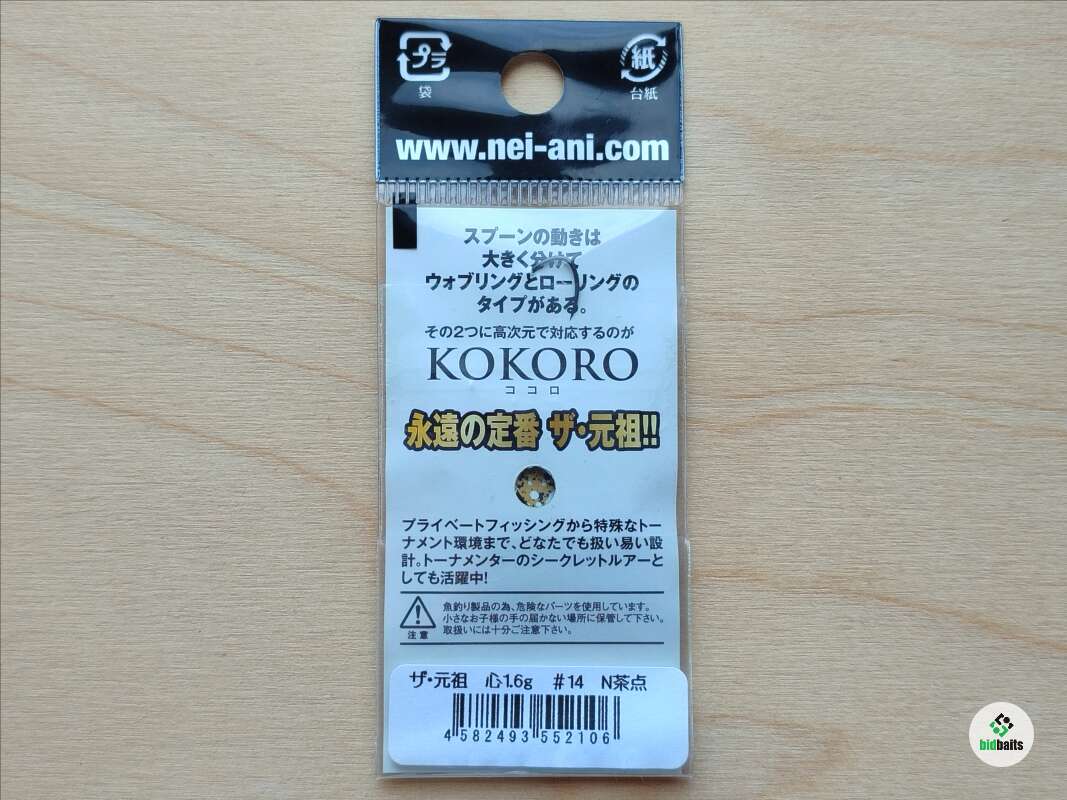 プラ
紙
袋
台紙
www.nei-ani.com
スプーンの動きは
大きく分けて
ウォブリングとローリングの
タイプがある。
その2つに高次元で対応するのが
KOKORO
ココロ
永遠の定番 ザ・元祖!!
プライベートフィッシングから特殊なトー
ナメント環境まで、どなたでも扱い易い設
計。トーナメンターのシークレットルアーと
しても活躍中!
注意
魚釣り製品の為、危険なパーツを使用しています。
小さなお子様の手の届かない場所に保管して下さい。
取扱いには十分ご注意下さい。
ザ・元祖 心1.6g #14 N茶点
4582493552106
bidbaits